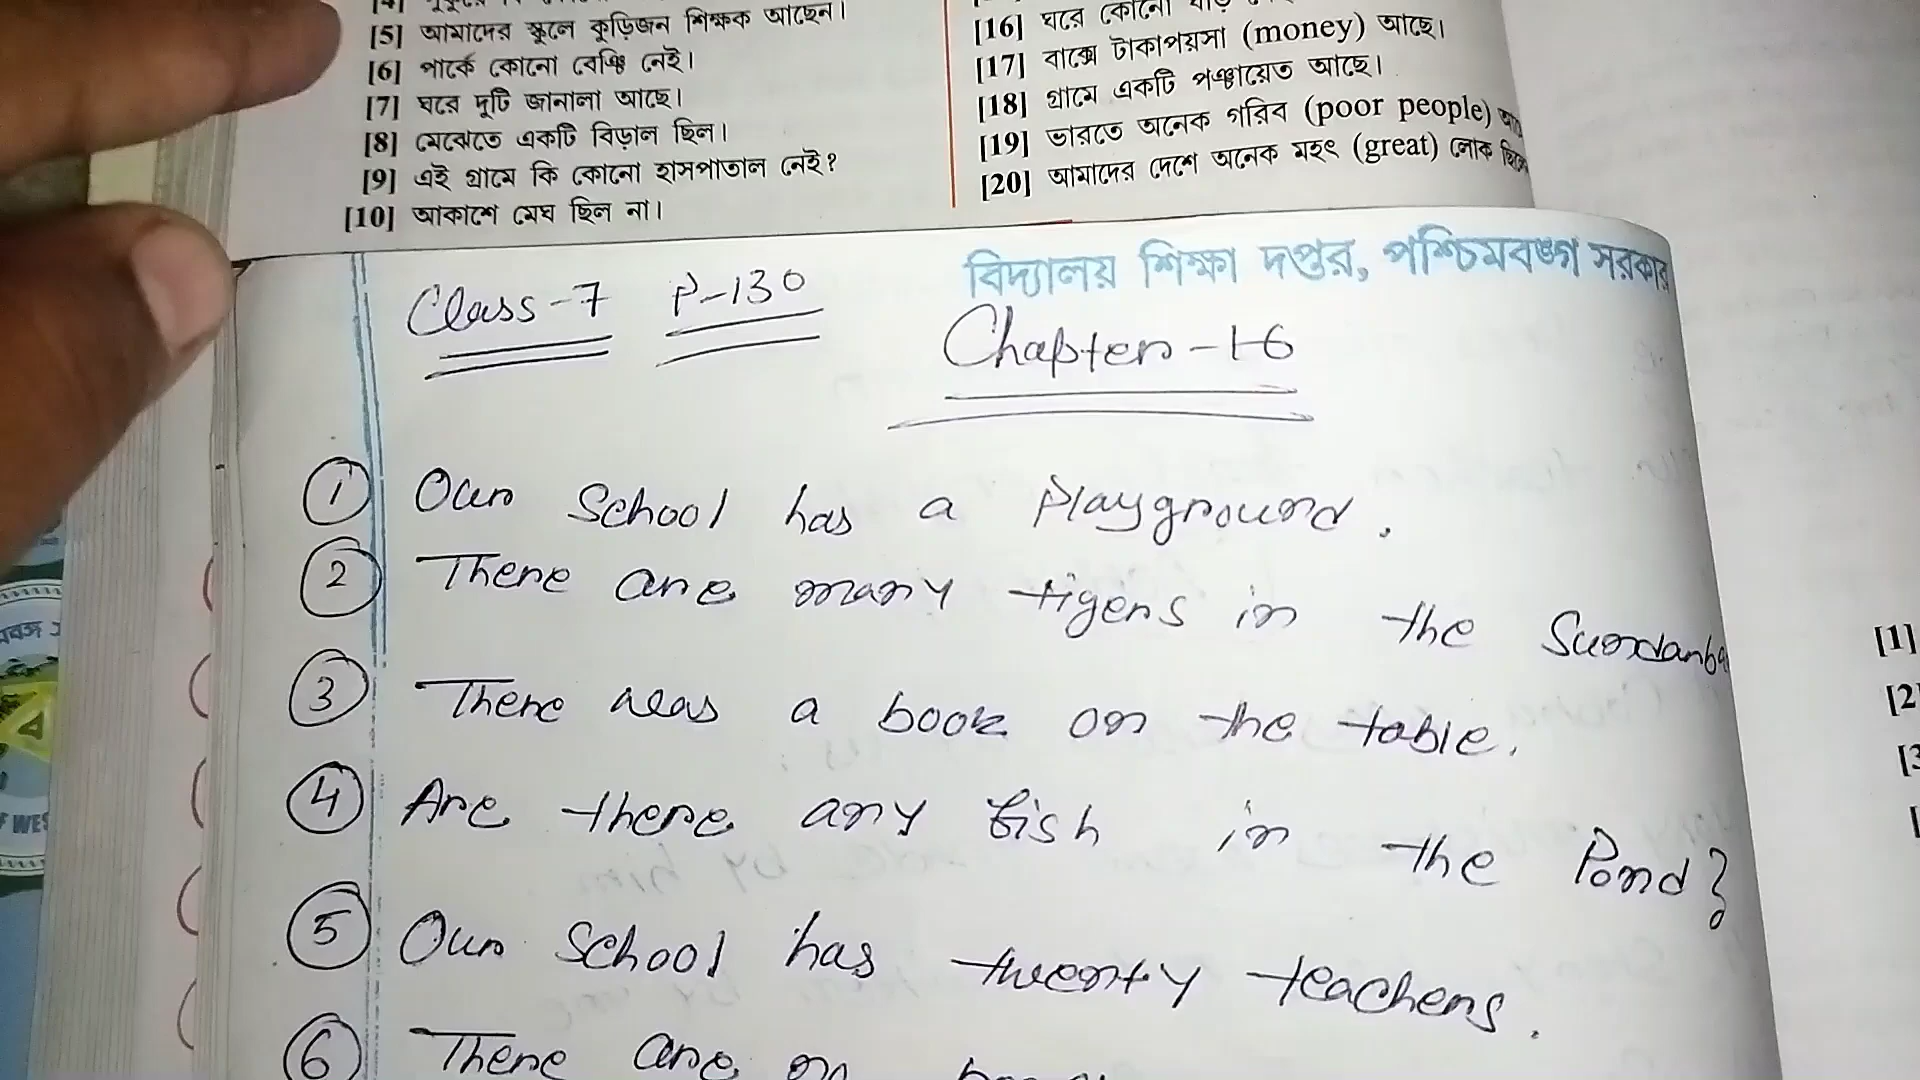 [5] আমাদের স্কুলে কুড়িজন শিক্ষক আছেন।
[6] পার্কে কোনো বেঞ্চি নেই।
[7] ঘরে দুটি জানালা আছে।
[8] মেঝেতে একটি বিড়াল ছিল।
[9] এই গ্রামে কি কোনো হাসপাতাল নেই?
[10] আকাশে মেঘ ছিল না।
[16] ঘরে কোনো
[17] বাক্সে টাকাপয়সা (money) আছে।
[18] গ্রামে একটি পঞ্চায়েত আছে।
[19] ভারতে অনেক গরিব (poor people)
[20] আমাদের দেশে অনেক মহৎ (great) লোক
বিদ্যালয় শিক্ষা দপ্তর, পশ্চিমবঙ্গ সরকার
Class-7 P-130
Chapter-16
1 Our School has a Playground.
2 There are many tigers in the Sundarba
3 There was a book on the table.
4 Are there any fish in the Pond?
5 Our School has twenty teachers.
6 There are
[1]
[2
[3